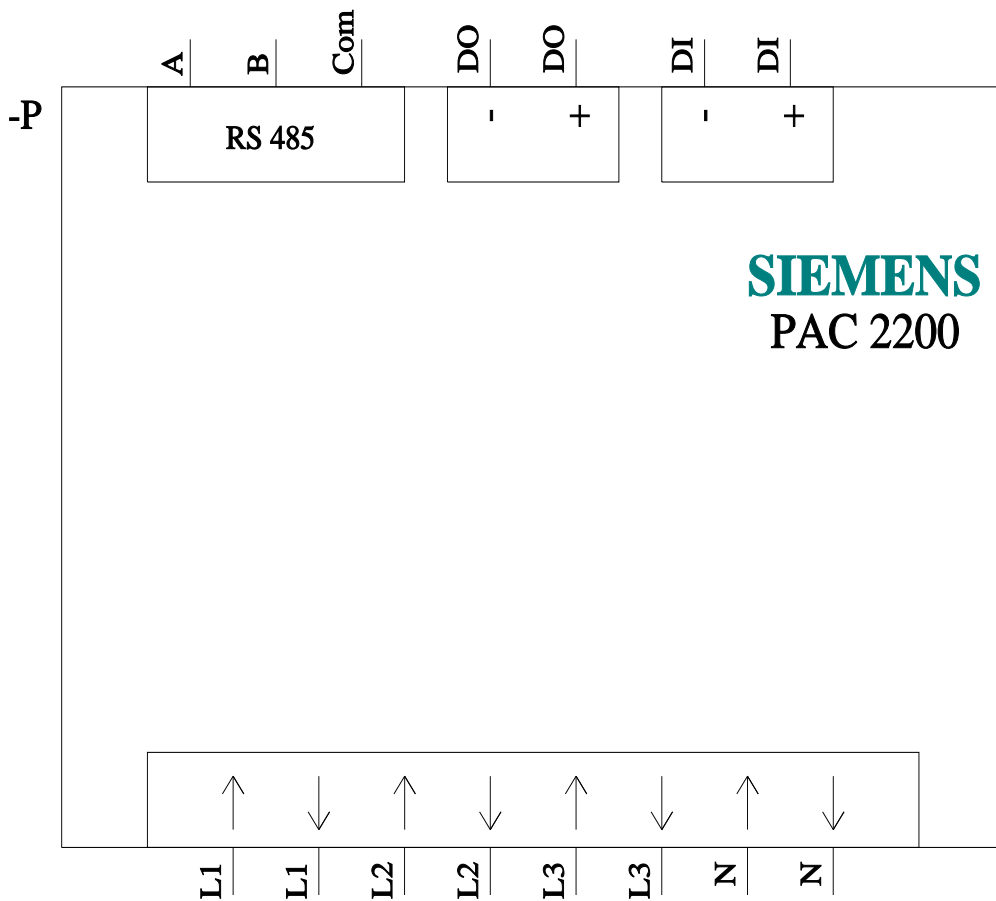 A B Com DO DO DI DI
-P
RS 485
- + - +
SIEMENS
PAC 2200
L1 L1 L2 L2 L3 L3 N N